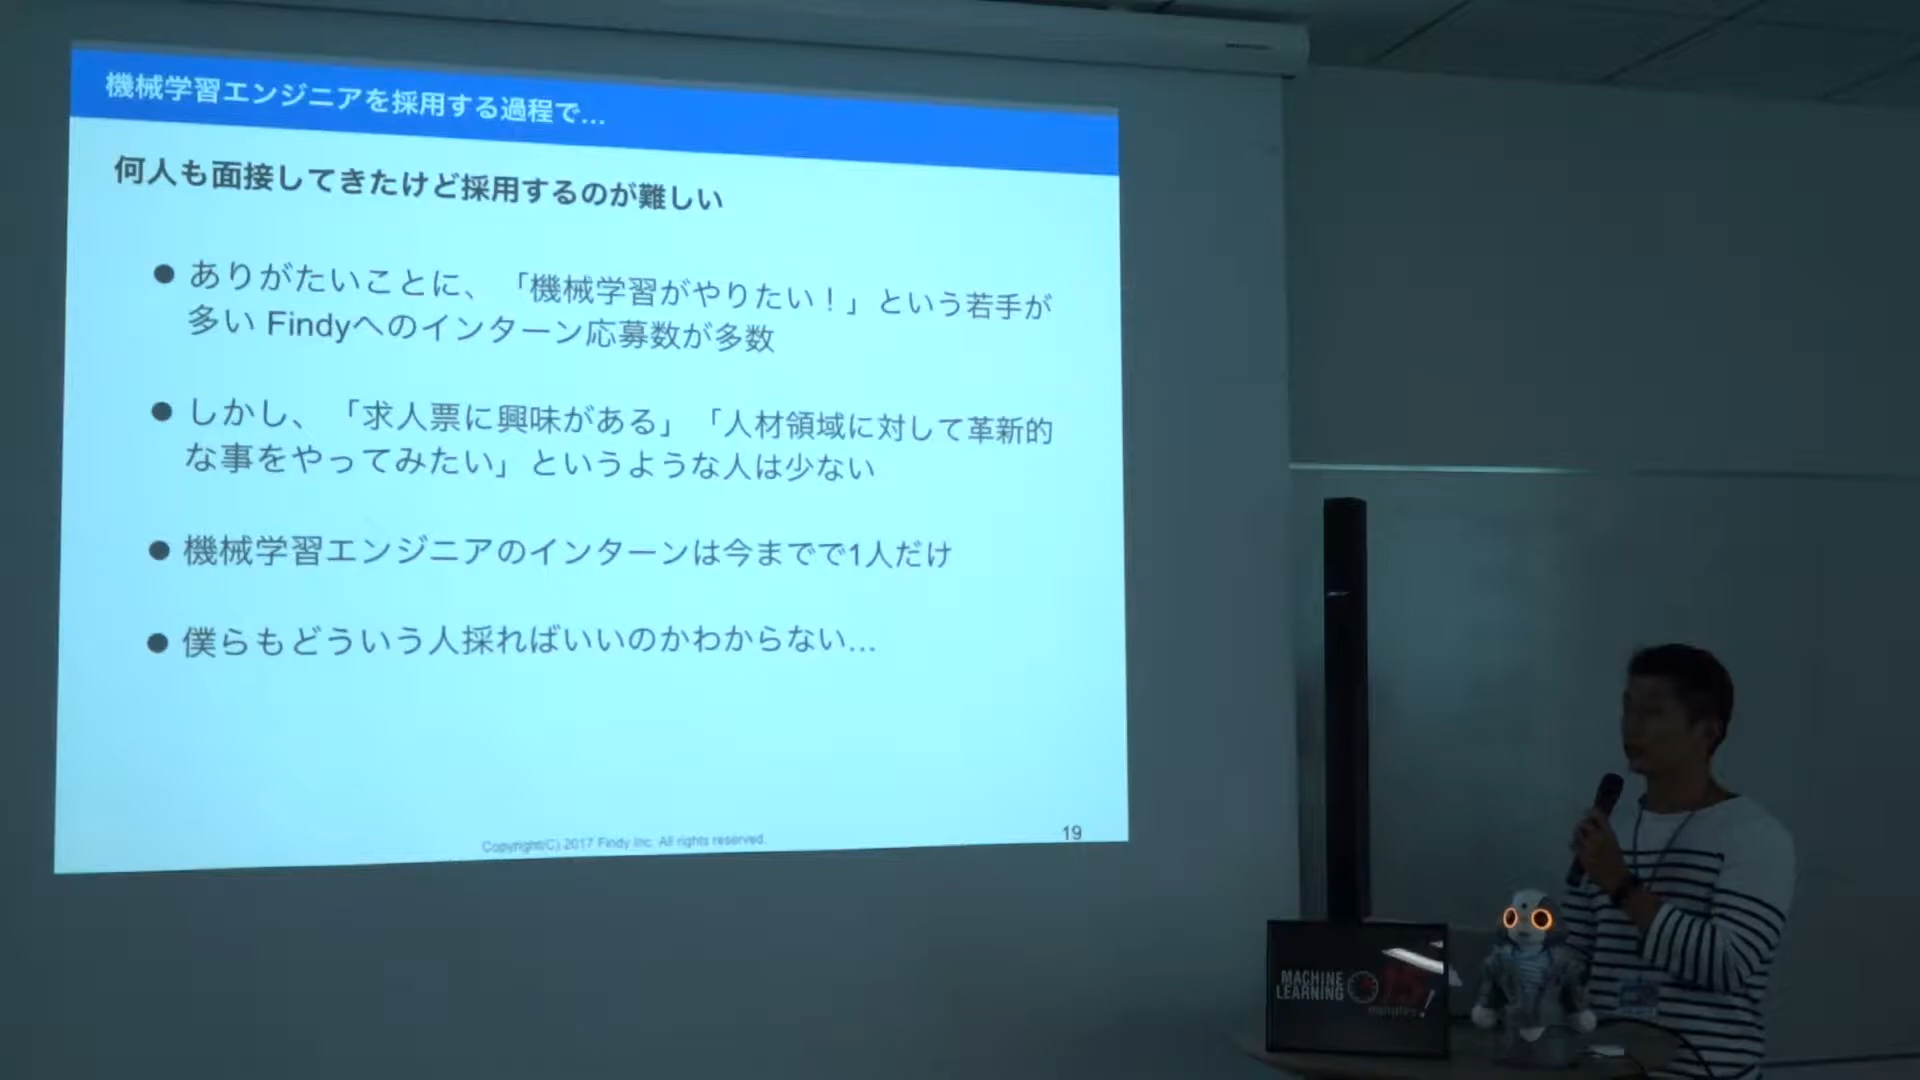 機械学習エンジニアを採用する過程で...
何人も面接してきたけど採用するのが難しい
● ありがたいことに、「機械学習がやりたい！」という若手が
多い Findyへのインターン応募数が多数
● しかし、「求人票に興味がある」「人材領域に対して革新的
な事をやってみたい」というような人は少ない
● 機械学習エンジニアのインターンは今までで1人だけ
● 僕らもどういう人採ればいいのかわからない...
Copyright(C) 2017 Findy Inc. All rights reserved.
19
MACHINE
LEARNING
15
minutes!